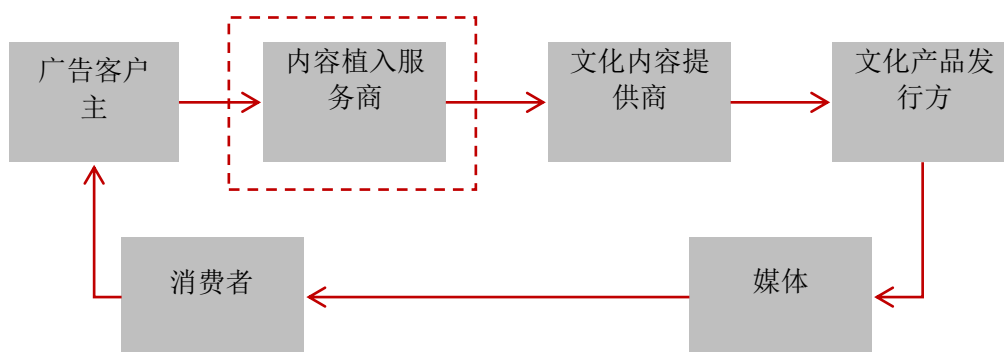 广告客户
主
内容植入服
务商
文化内容提
供商
文化产品发
行方
消费者
媒体